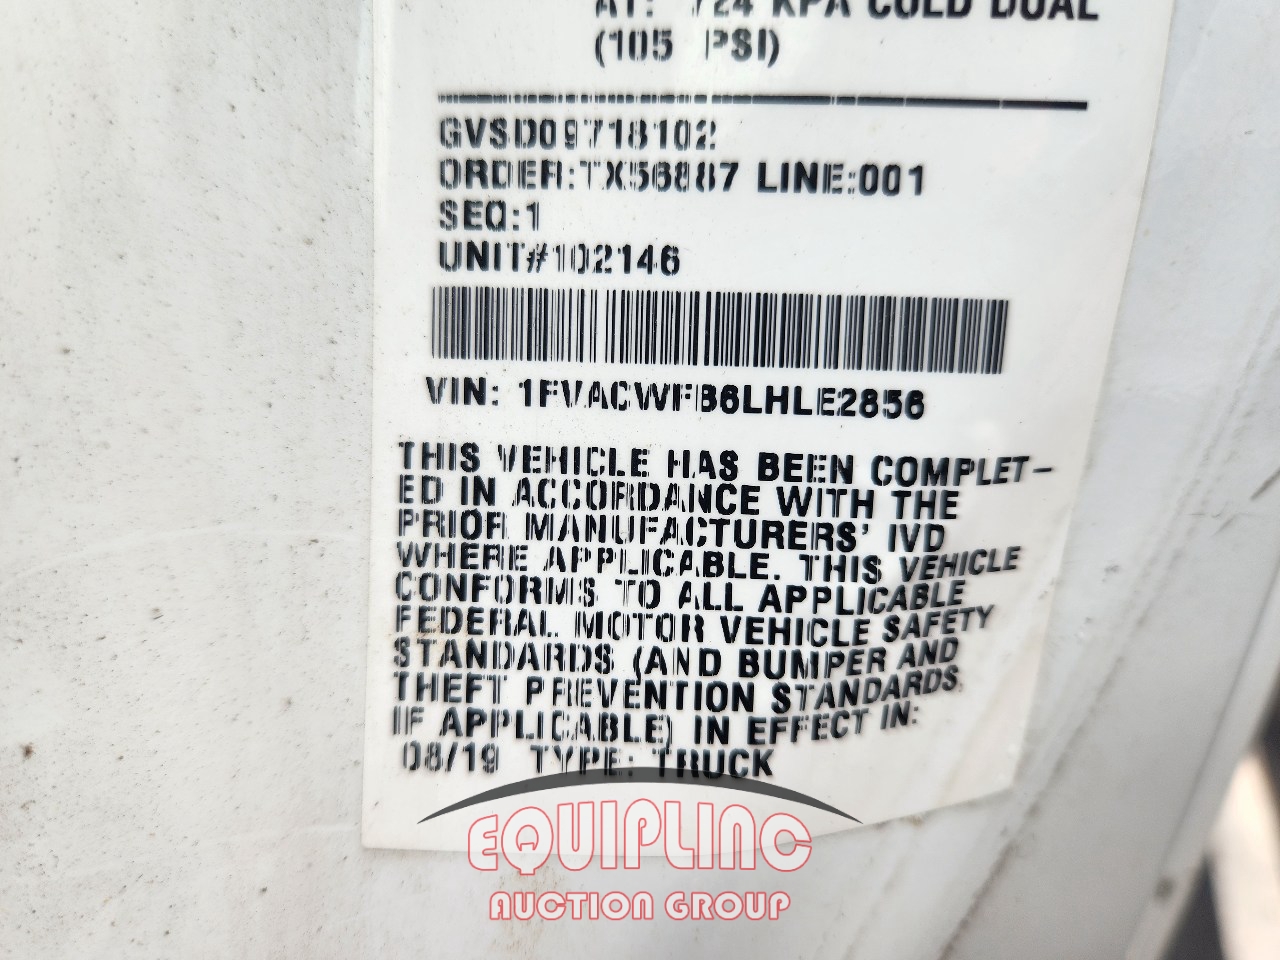 AT: 724 KPA COLD DUAL
(105 PSI)
GVSD09718102
ORDER:TX56887 LINE:001
SEQ:1
UNIT#102146
VIN: 1FVACWFB6LHLE2856
THIS VEHICLE HAS BEEN COMPLET-
ED IN ACCORDANCE WITH THE
PRIOR MANUFACTURERS' IVD
WHERE APPLICABLE. THIS VEHICLE
CONFORMS TO ALL APPLICABLE
FEDERAL MOTOR VEHICLE SAFETY
STANDARDS (AND BUMPER AND
THEFT PREVENTION STANDARDS,
IF APPLICABLE) IN EFFECT IN:
08/19 TYPE: TRUCK
EQUIPLINC
AUCTION GROUP